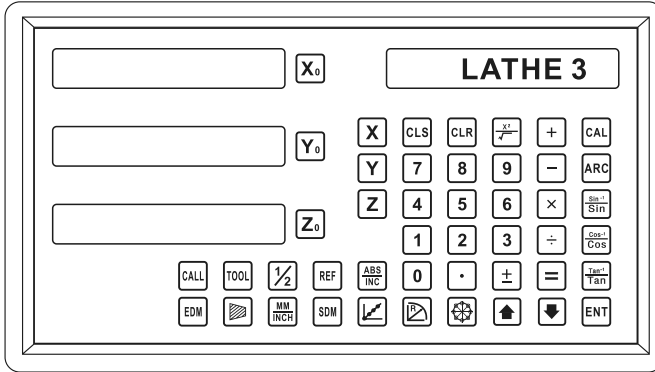 X₀ LATHE 3
X CLS CLR X² √ + CAL
Y₀ Y 7 8 9 − ARC
Z 4 5 6 × Sin⁻¹ Sin
Z₀ 1 2 3 ÷ Cos⁻¹ Cos
CALL TOOL 1/2 REF ABS INC 0 . ± = Tan⁻¹ Tan
EDM MM INCH SDM R ENT